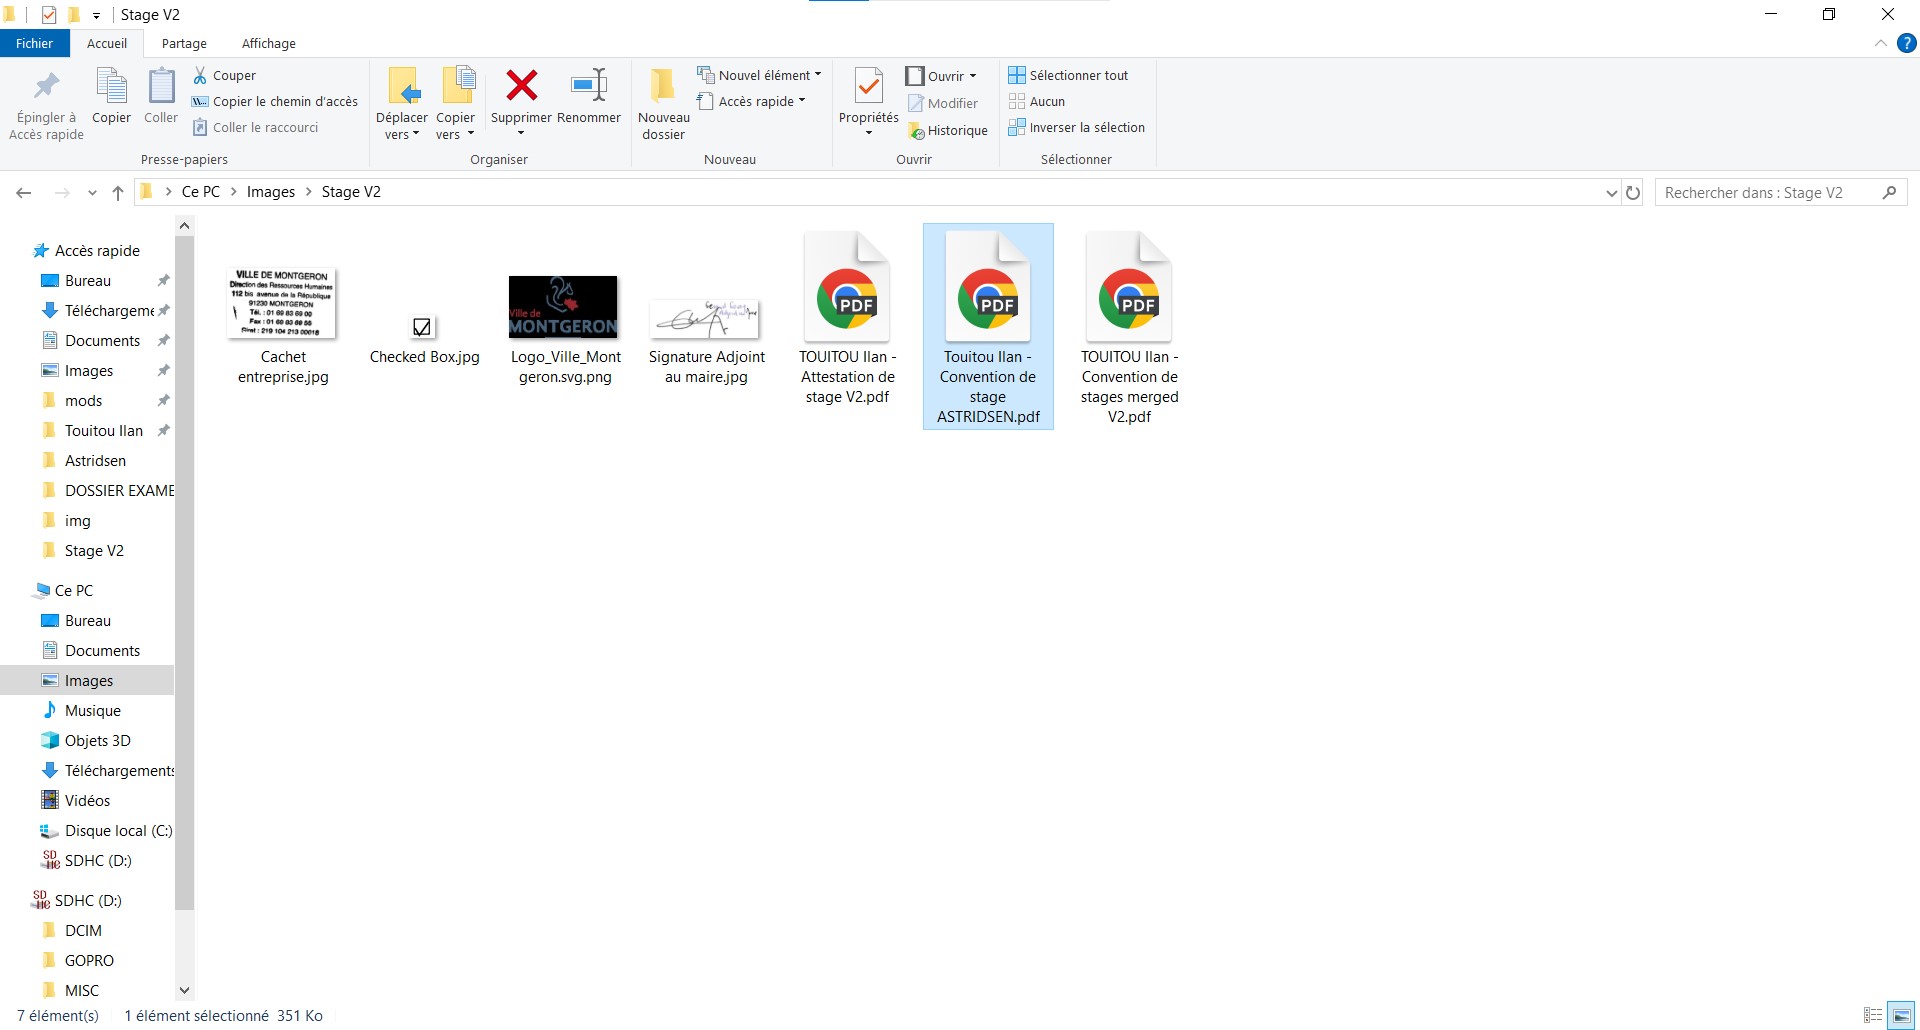 Stage V2
Fichier
Accueil
Partage
Affichage
?
Épingler à
Accès rapide
Copier
Coller
Couper
Copier le chemin d'accès
Coller le raccourci
Presse-papiers
Déplacer
vers
Copier
vers
Supprimer
Renommer
Organiser
Nouveau
dossier
Nouvel élément
Accès rapide
Nouveau
Propriétés
Ouvrir
Modifier
Historique
Ouvrir
Sélectionner tout
Aucun
Inverser la sélection
Sélectionner
Ce PC
Images
Stage V2
Rechercher dans : Stage V2
Accès rapide
Bureau
Téléchargeme
Documents
Images
mods
Touitou Ilan
Astridsen
DOSSIER EXAME
img
Stage V2
Ce PC
Bureau
Documents
Images
Musique
Objets 3D
Téléchargements
Vidéos
Disque local (C:)
SDHC (D:)
SDHC (D:)
DCIM
GOPRO
MISC
VILLE DE MONTGERON
Direction des Ressources Humaines
112 bis avenue de la République
91230 MONTGERON
Tél. : 01 69 83 69 00
Fax : 01 69 83 69 55
Siret : 219 104 213 00018
Cachet
entreprise.jpg
Checked Box.jpg
Ville de
MONTGERON
Logo_Ville_Mont
geron.svg.png
Signature Adjoint
au maire.jpg
PDF
TOUITOU Ilan -
Attestation de
stage V2.pdf
PDF
Touitou Ilan -
Convention de
stage
ASTRIDSEN.pdf
PDF
TOUITOU Ilan -
Convention de
stages merged
V2.pdf
7 élément(s)
1 élément sélectionné 351 Ko